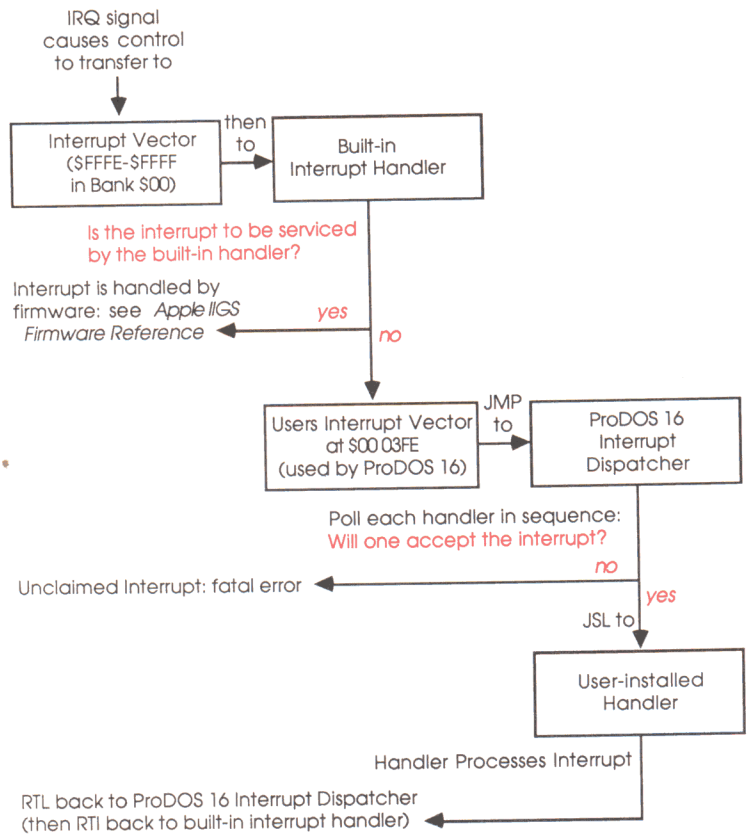 IRQ signal
causes control
to transfer to
Interrupt Vector
($FFFE-$FFFF
in Bank $00)
then
to
Built-in
Interrupt Handler
Is the interrupt to be serviced
by the built-in handler?
Interrupt is handled by
firmware: see Apple IIGS
Firmware Reference
yes
no
Users Interrupt Vector
at $00 03FE
(used by ProDOS 16)
JMP
to
ProDOS 16
Interrupt
Dispatcher
Poll each handler in sequence:
Will one accept the interrupt?
no
Unclaimed Interrupt: fatal error
yes
JSL to
User-installed
Handler
Handler Processes Interrupt
RTL back to ProDOS 16 Interrupt Dispatcher
(then RTI back to built-in interrupt handler)